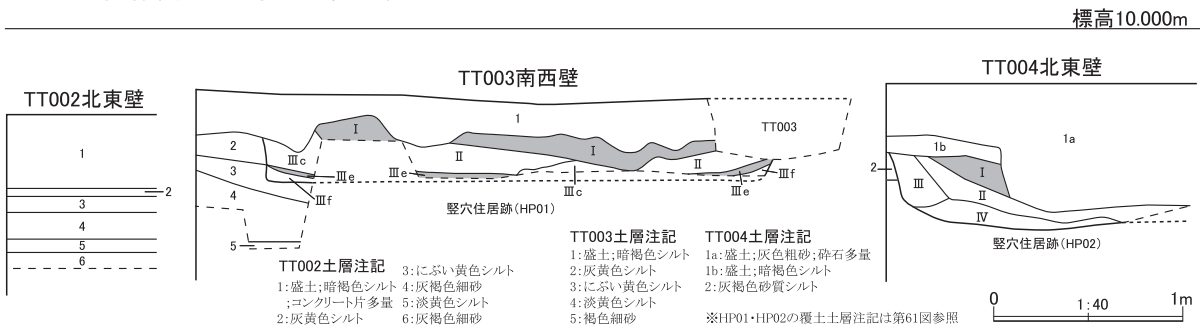 標高10.000m
TT002北東壁
1
2
3
4
5
6
TT003南西壁
1
TT003
2
3
4
5
Ⅰ
Ⅰ
Ⅱ
Ⅱ
Ⅲc
Ⅲe
Ⅲf
Ⅲe
Ⅲc
Ⅲe
Ⅲf
竪穴住居跡(HP01)
TT004北東壁
1a
1b
2
Ⅰ
Ⅱ
Ⅲ
Ⅳ
竪穴住居跡(HP02)
TT002土層注記
1:盛土;暗褐色シルト
;コンクリート片多量
2:灰黄色シルト
3:にぶい黄色シルト
4:灰褐色細砂
5:淡黄色シルト
6:灰褐色細砂
TT003土層注記
1:盛土;暗褐色シルト
2:灰黄色シルト
3:にぶい黄色シルト
4:淡黄色シルト
5:褐色細砂
TT004土層注記
1a:盛土;灰色粗砂;砕石多量
1b:盛土;暗褐色シルト
2:灰褐色砂質シルト
※HP01・HP02の覆土土層注記は第61図参照
0 1:40 1m